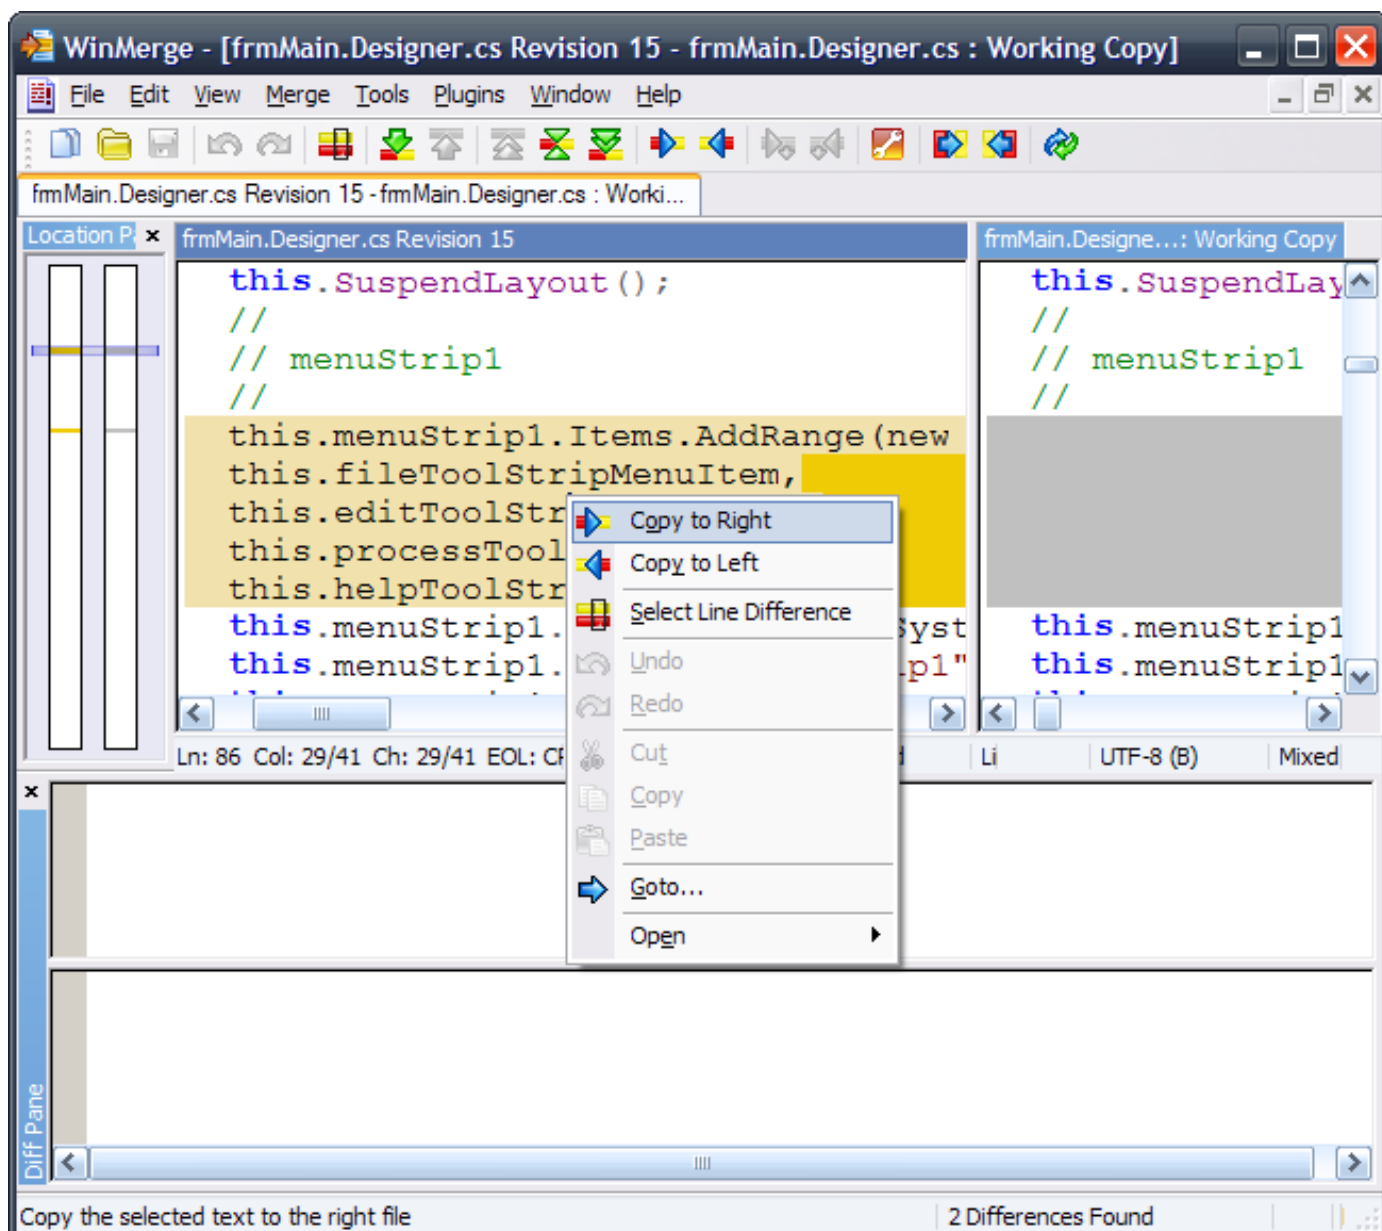 WinMerge - [frmMain.Designer.cs Revision 15 - frmMain.Designer.cs : Working Copy]
File Edit View Merge Tools Plugins Window Help
frmMain.Designer.cs Revision 15 - frmMain.Designer.cs : Worki...
Location P
frmMain.Designer.cs Revision 15
this.SuspendLayout();
//
// menuStrip1
//
this.menuStrip1.Items.AddRange(new
this.fileToolStripMenuItem,
this.editToolStr
this.processTool
this.helpToolStr
this.menuStrip1. Syst
this.menuStrip1. ip1"
Ln: 86 Col: 29/41 Ch: 29/41 EOL: CR
frmMain.Designe...: Working Copy
this.SuspendLay
//
// menuStrip1
//
this.menuStrip1
this.menuStrip1
Li UTF-8 (B) Mixed
Copy to Right
Copy to Left
Select Line Difference
Undo
Redo
Cut
Copy
Paste
Goto...
Open
Diff Pane
Copy the selected text to the right file
2 Differences Found